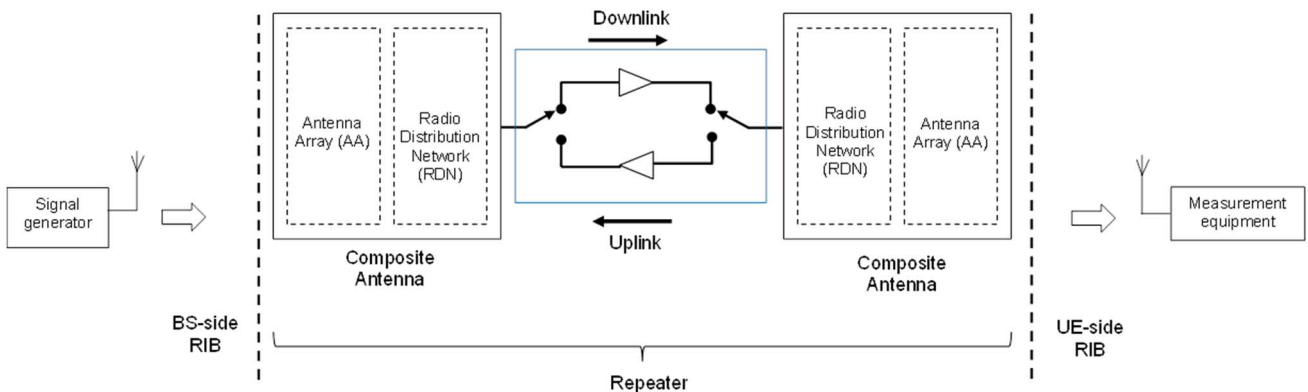 Downlink
Antenna
Array (AA)
Radio
Distribution
Network
(RDN)
Radio
Distribution
Network
(RDN)
Antenna
Array (AA)
Signal
generator
Measurement
equipment
Uplink
Composite
Antenna
Composite
Antenna
BS-side
RIB
UE-side
RIB
Repeater